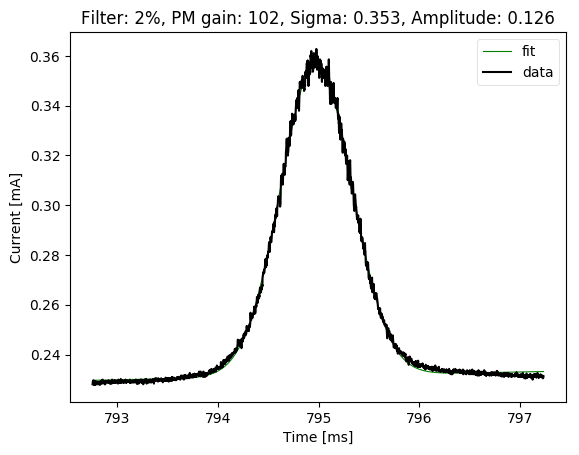 Filter: 2%, PM gain: 102, Sigma: 0.353, Amplitude: 0.126
fit
data
0.36
0.34
0.32
0.30
0.28
0.26
0.24
Current [mA]
793 794 795 796 797
Time [ms]